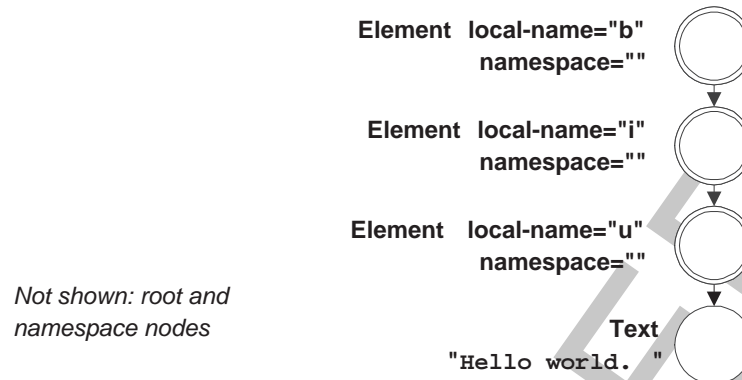 Element local-name="b"
namespace=""
Element local-name="i"
namespace=""
Element local-name="u"
namespace=""
Not shown: root and
namespace nodes
Text
"Hello world. "